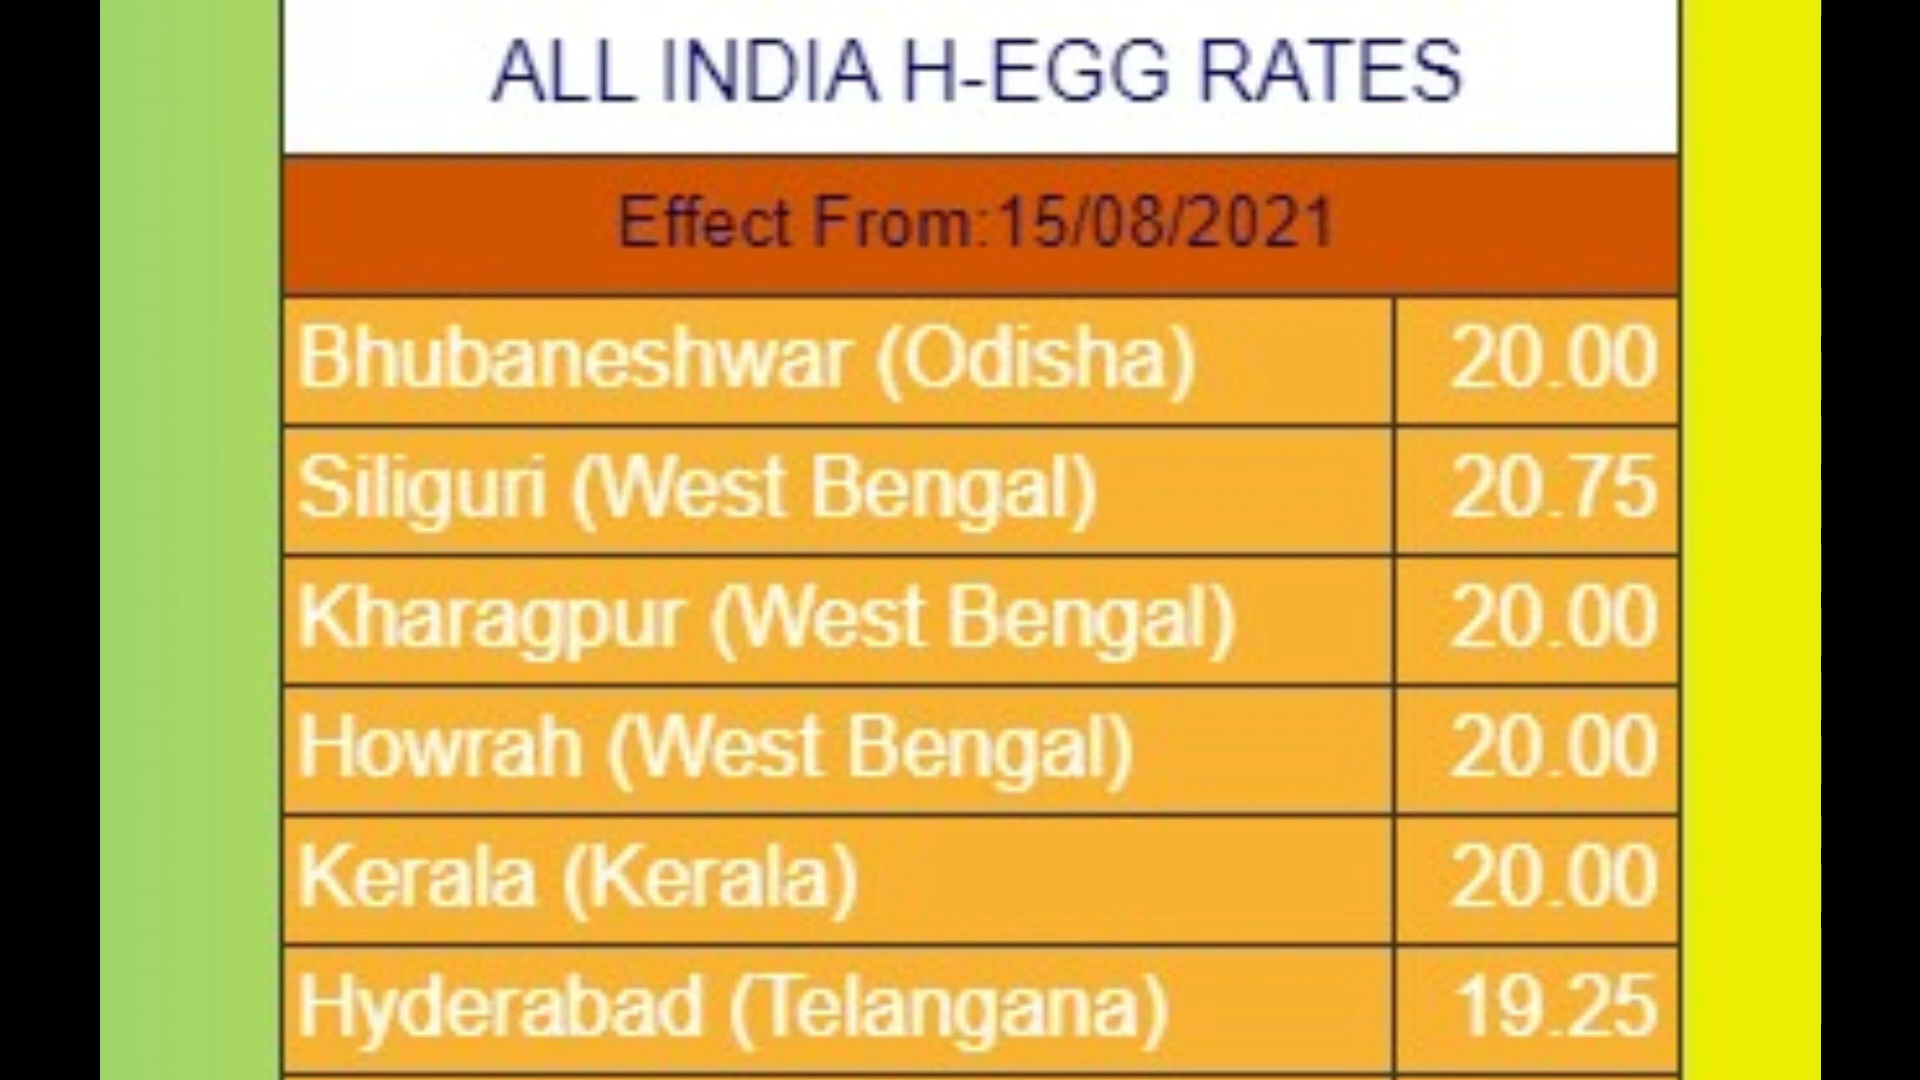 ALL INDIA H-EGG RATES
Effect From:15/08/2021
Bhubaneshwar (Odisha) 20.00
Siliguri (West Bengal) 20.75
Kharagpur (West Bengal) 20.00
Howrah (West Bengal) 20.00
Kerala (Kerala) 20.00
Hyderabad (Telangana) 19.25